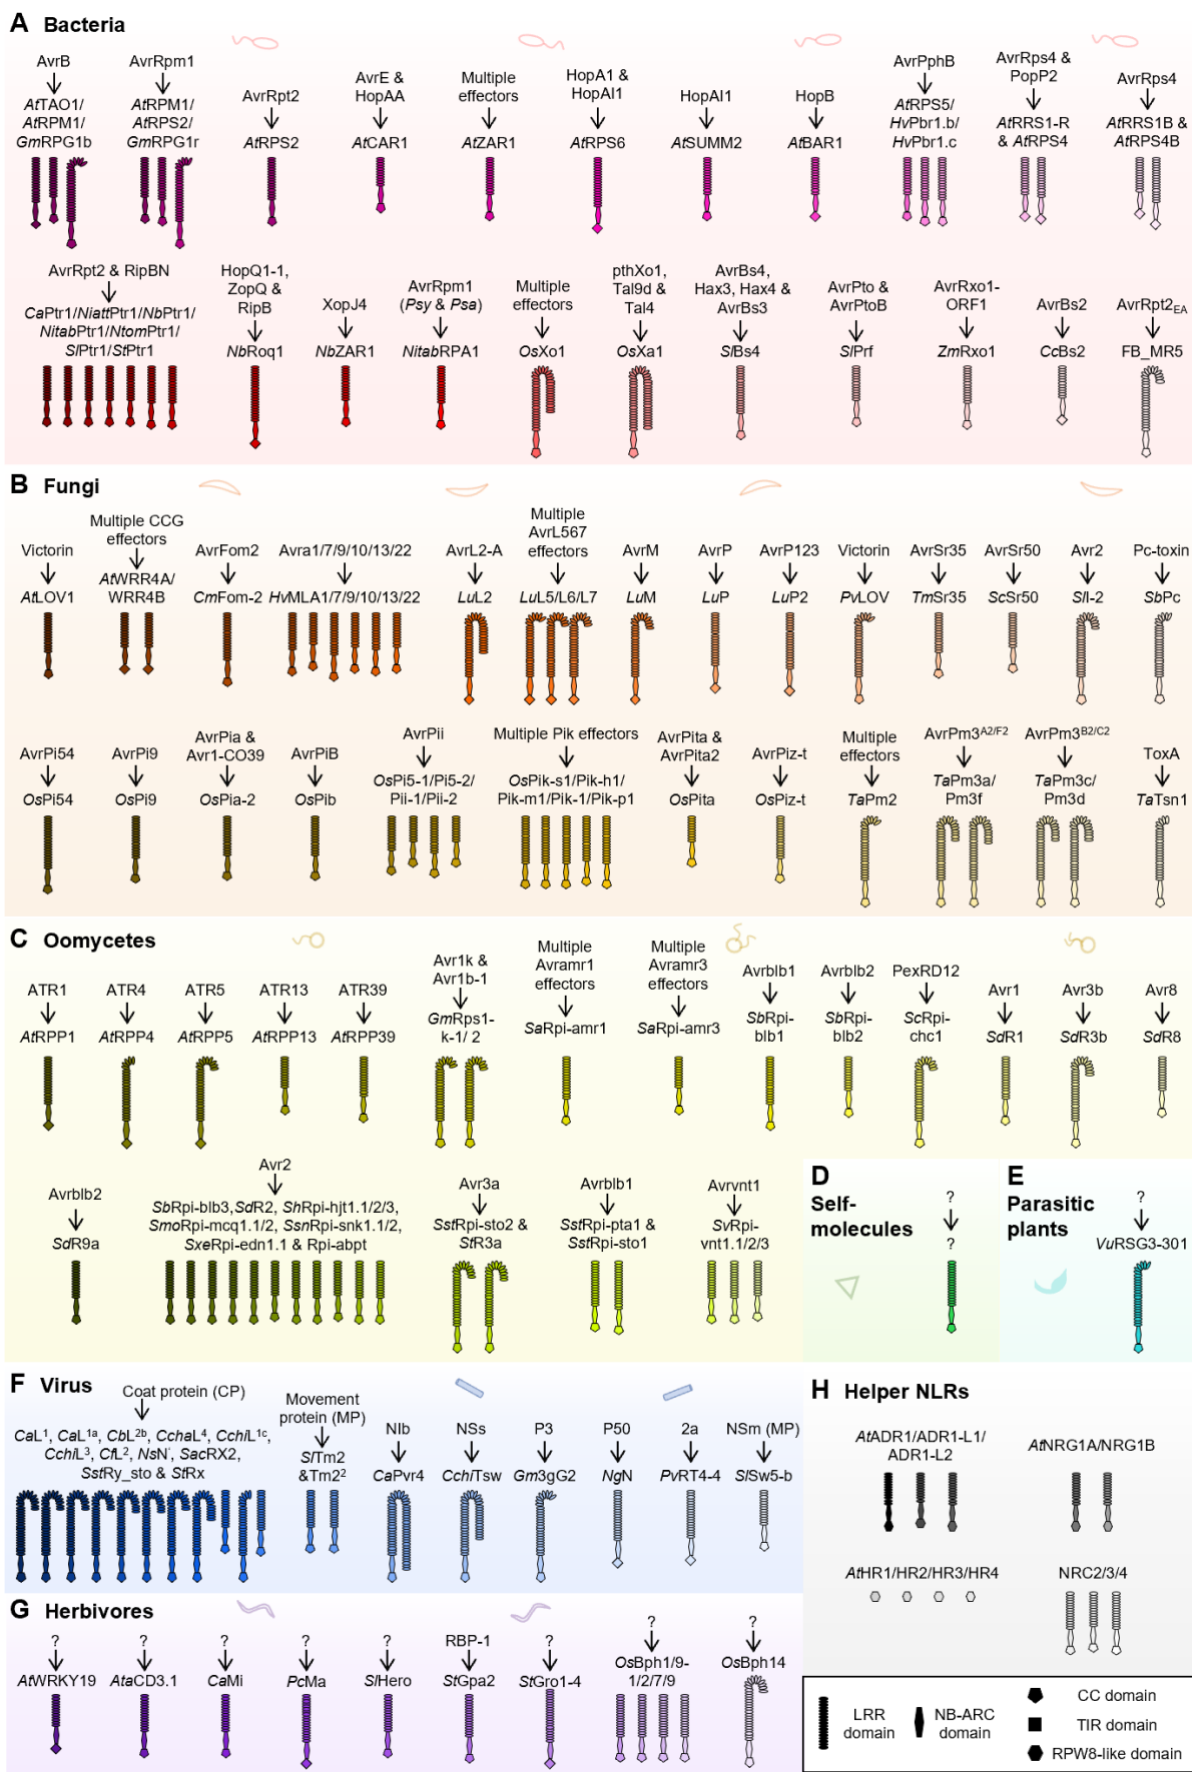 A Bacteria
AvrB
AtTAO1/
AtRPM1/
GmRPG1b
AvrRpm1
AtRPM1/
AtRPS2/
GmRPG1r
AvrRpt2
AtRPS2
AvrE &
HopAA
AtCAR1
Multiple
effectors
AtZAR1
HopA1 &
HopAI1
AtRPS6
HopAI1
AtSUMM2
HopB
AtBAR1
AvrPphB
AtRPS5/
HvPbr1.b/
HvPbr1.c
AvrRps4 &
PopP2
AtRRS1-R
& AtRPS4
AvrRps4
AtRRS1B &
AtRPS4B
AvrRpt2 & RipBN
CaPtr1/NiattPtr1/NbPtr1/
NitabPtr1/NtomPtr1/
SlPtr1/StPtr1
HopQ1-1,
ZopQ &
RipB
NbRoq1
XopJ4
NbZAR1
AvrRpm1
(Psy & Psa)
NitabRPA1
Multiple
effectors
OsXo1
pthXo1,
Tal9d &
Tal4
OsXa1
AvrBs4,
Hax3, Hax4 &
AvrBs3
SlBs4
AvrPto &
AvrPtoB
SlPrf
AvrRxo1-
ORF1
ZmRxo1
AvrBs2
CcBs2
AvrRpt2EA
FB_MR5
B Fungi
Victorin
AtLOV1
Multiple CCG
effectors
AtWRR4A/
WRR4B
AvrFom2
CmFom-2
Avra1/7/9/10/13/22
HvMLA1/7/9/10/13/22
AvrL2-A
LuL2
Multiple
AvrL567
effectors
LuL5/L6/L7
AvrM
LuM
AvrP
LuP
AvrP123
LuP2
Victorin
PvLOV
AvrSr35
TmSr35
AvrSr50
ScSr50
Avr2
SlI-2
Pc-toxin
SbPc
AvrPi54
OsPi54
AvrPi9
OsPi9
AvrPia &
Avr1-CO39
OsPia-2
AvrPiB
OsPib
AvrPii
OsPi5-1/Pi5-2/
Pii-1/Pii-2
Multiple Pik effectors
OsPik-s1/Pik-h1/
Pik-m1/Pik-1/Pik-p1
AvrPita &
AvrPita2
OsPita
AvrPiz-t
OsPiz-t
Multiple
effectors
TaPm2
AvrPm3A2/F2
TaPm3a/
Pm3f
AvrPm3B2/C2
TaPm3c/
Pm3d
ToxA
TaTsn1
C Oomycetes
ATR1
AtRPP1
ATR4
AtRPP4
ATR5
AtRPP5
ATR13
AtRPP13
ATR39
AtRPP39
Avr1k &
Avr1b-1
GmRps1-
k-1/ 2
Multiple
Avramr1
effectors
SaRpi-amr1
Multiple
Avramr3
effectors
SaRpi-amr3
Avrblb1
SbRpi-
blb1
Avrblb2
SbRpi-
blb2
PexRD12
ScRpi-
chc1
Avr1
SdR1
Avr3b
SdR3b
Avr8
SdR8
Avrblb2
SdR9a
Avr2
SbRpi-blb3,SdR2, ShRpi-hjt1.1/2/3,
SmoRpi-mcq1.1/2, SsnRpi-snk1.1/2,
SxeRpi-edn1.1 & Rpi-abpt
Avr3a
SstRpi-sto2 &
StR3a
Avrblb1
SstRpi-pta1 &
SstRpi-sto1
Avrvnt1
SvRpi-
vnt1.1/2/3
D
Self-
molecules
?
?
E
Parasitic
plants
?
VuRSG3-301
F Virus
Coat protein (CP)
CaL1, CaL1a, CbL2b, CchaL4, CchiL1c,
CchiL3, CfL2, NsN', SacRX2,
SstRy_sto & StRx
Movement
protein (MP)
SlTm2
&Tm22
NIb
CaPvr4
NSs
CchiTsw
P3
Gm3gG2
P50
NgN
2a
PvRT4-4
NSm (MP)
SlSw5-b
G Herbivores
?
AtWRKY19
?
AtaCD3.1
?
CaMi
?
PcMa
?
SlHero
RBP-1
StGpa2
?
StGro1-4
?
OsBph1/9-
1/2/7/9
?
OsBph14
H Helper NLRs
AtADR1/ADR1-L1/
ADR1-L2
AtNRG1A/NRG1B
AtHR1/HR2/HR3/HR4
NRC2/3/4
LRR
domain
NB-ARC
domain
CC domain
TIR domain
RPW8-like domain